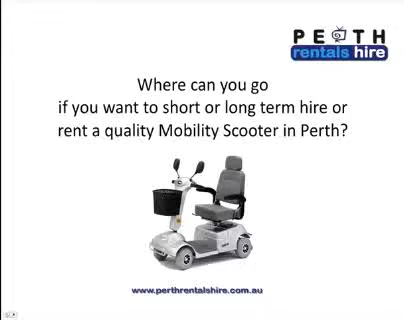 PERTH
rentals hire
Where can you go
if you want to short or long term hire or
rent a quality Mobility Scooter in Perth?
www.perthrentalshire.com.au